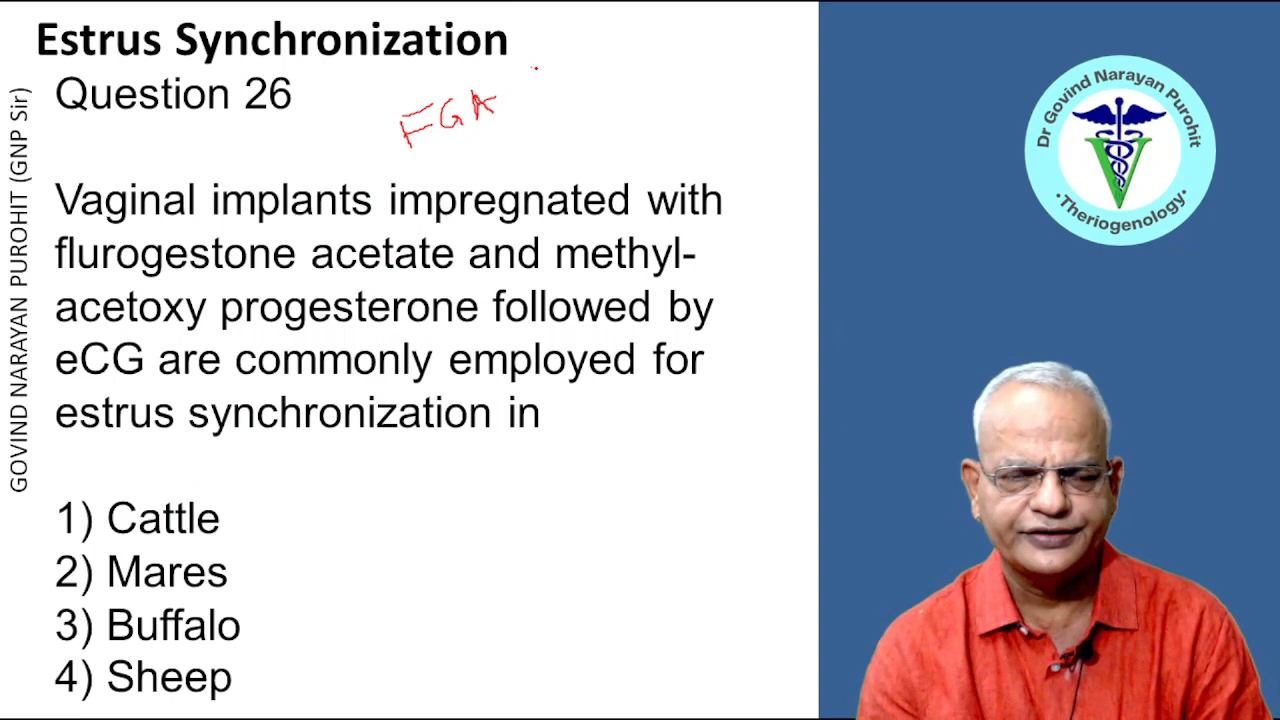 Estrus Synchronization
Question 26
FGA
Vaginal implants impregnated with
flurogestone acetate and methyl-
acetoxy progesterone followed by
eCG are commonly employed for
estrus synchronization in
1) Cattle
2) Mares
3) Buffalo
4) Sheep
GOVIND NARAYAN PUROHIT (GNP Sir)
Dr Govind Narayan Purohit
·Theriogenology·
V